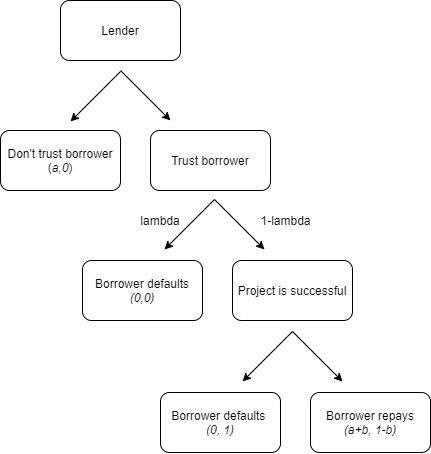 Lender
Don't trust borrower
(a,0)
Trust borrower
lambda
1-lambda
Borrower defaults
(0,0)
Project is successful
Borrower defaults
(0, 1)
Borrower repays
(a+b, 1-b)